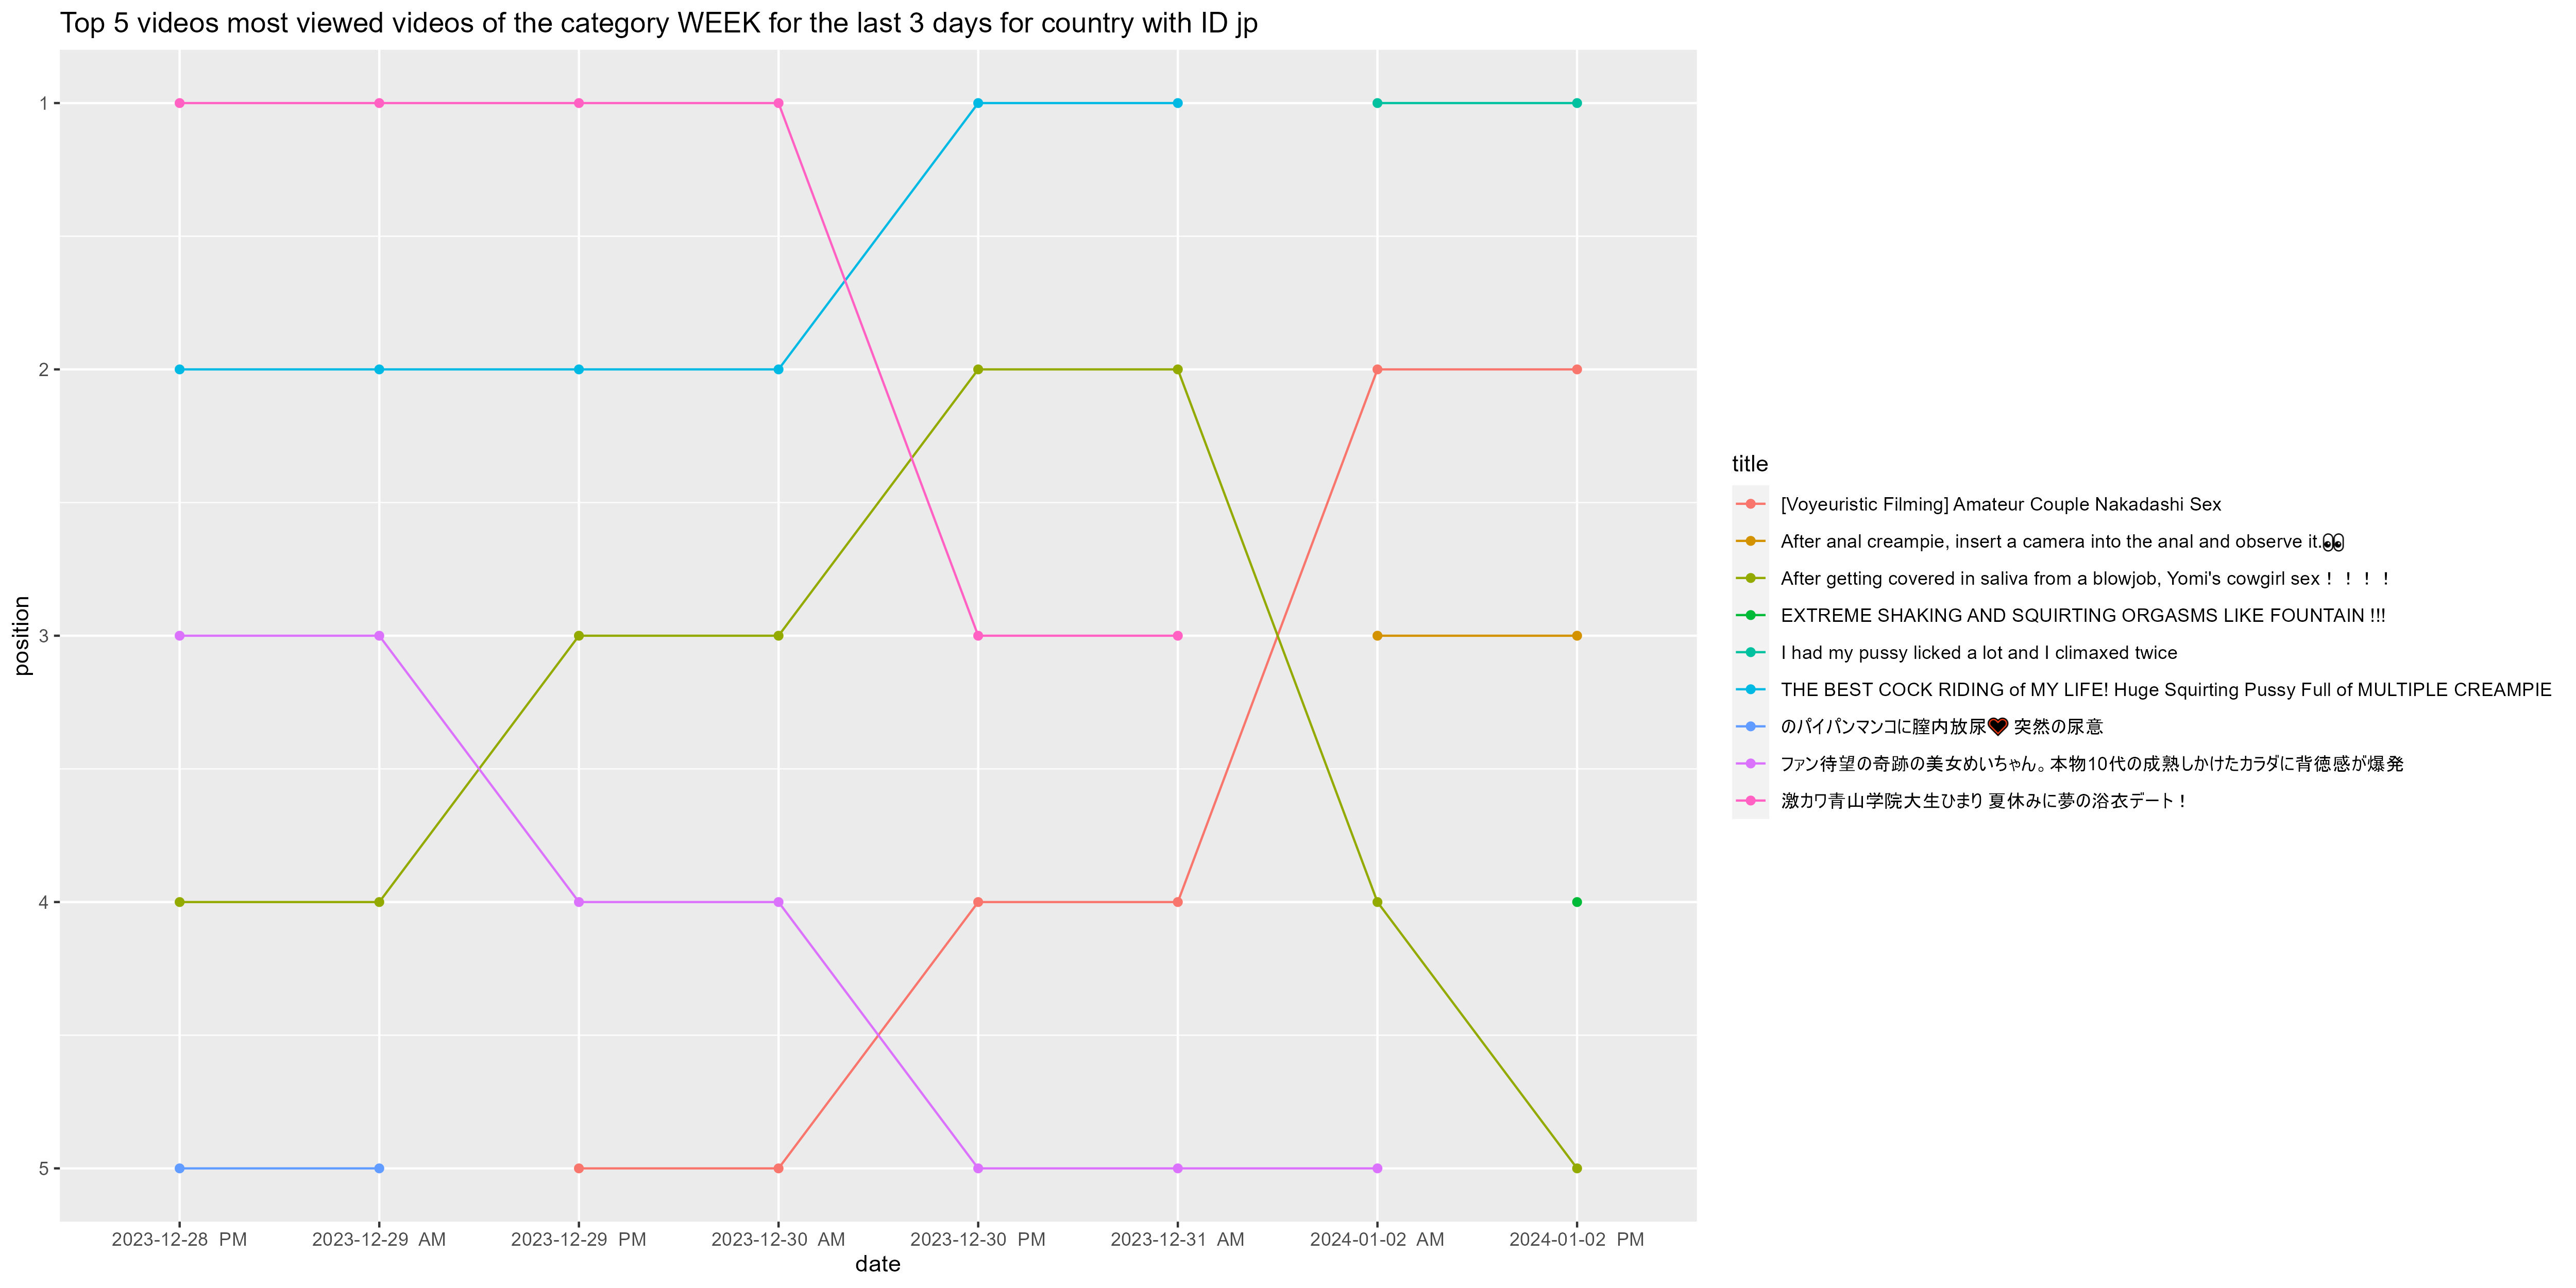 Top 5 videos most viewed videos of the category WEEK for the last 3 days for country with ID jp
position
1
2
3
4
5
2023-12-28 PM
2023-12-29 AM
2023-12-29 PM
2023-12-30 AM
2023-12-30 PM
2023-12-31 AM
2024-01-02 AM
2024-01-02 PM
date
title
[Voyeuristic Filming] Amateur Couple Nakadashi Sex
After anal creampie, insert a camera into the anal and observe it.👀
After getting covered in saliva from a blowjob, Yomi's cowgirl sex！！！！
EXTREME SHAKING AND SQUIRTING ORGASMS LIKE FOUNTAIN !!!
I had my pussy licked a lot and I climaxed twice
THE BEST COCK RIDING of MY LIFE! Huge Squirting Pussy Full of MULTIPLE CREAMPIE
のパイパンマンコに膣内放尿❤ 突然の尿意
ファン待望の奇跡の美女めいちゃん。本物10代の成熟しかけたカラダに背徳感が爆発
激カワ青山学院大生ひまり 夏休みに夢の浴衣デート！